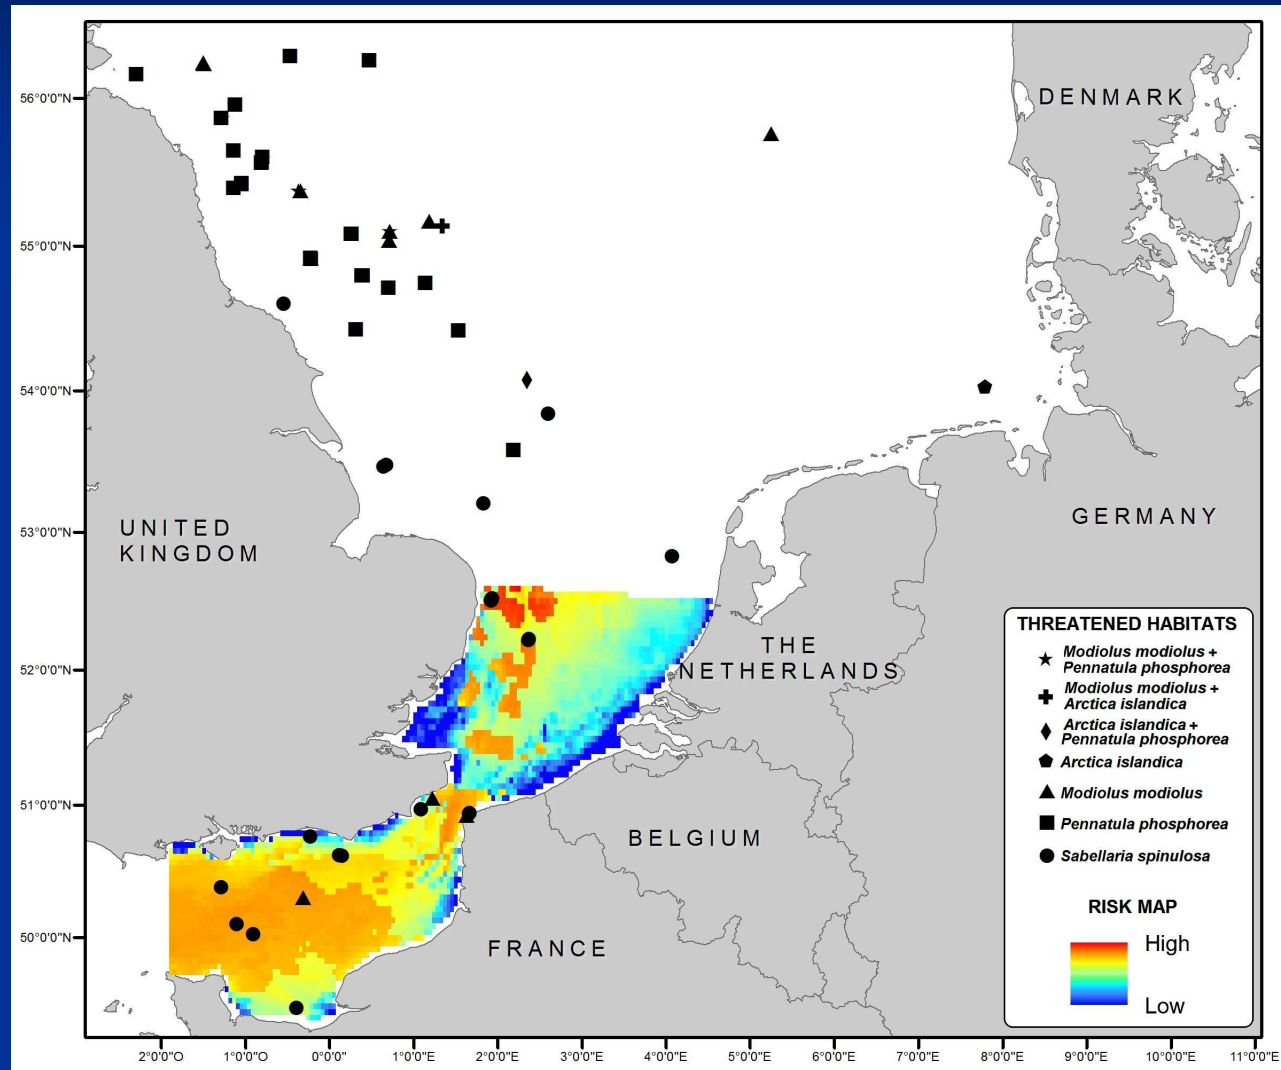 DENMARK
56°0'0"N
55°0'0"N
54°0'0"N
53°0'0"N
52°0'0"N
51°0'0"N
50°0'0"N
UNITED
KINGDOM
GERMANY
THE
NETHERLANDS
BELGIUM
FRANCE
THREATENED HABITATS
Modiolus modiolus +
Pennatula phosphorea
Modiolus modiolus +
Arctica islandica
Arctica islandica +
Pennatula phosphorea
Arctica islandica
Modiolus modiolus
Pennatula phosphorea
Sabellaria spinulosa
RISK MAP
High
Low
2°0'0"O 1°0'0"O 0°0'0" 1°0'0"E 2°0'0"E 3°0'0"E 4°0'0"E 5°0'0"E 6°0'0"E 7°0'0"E 8°0'0"E 9°0'0"E 10°0'0"E 11°0'0"E